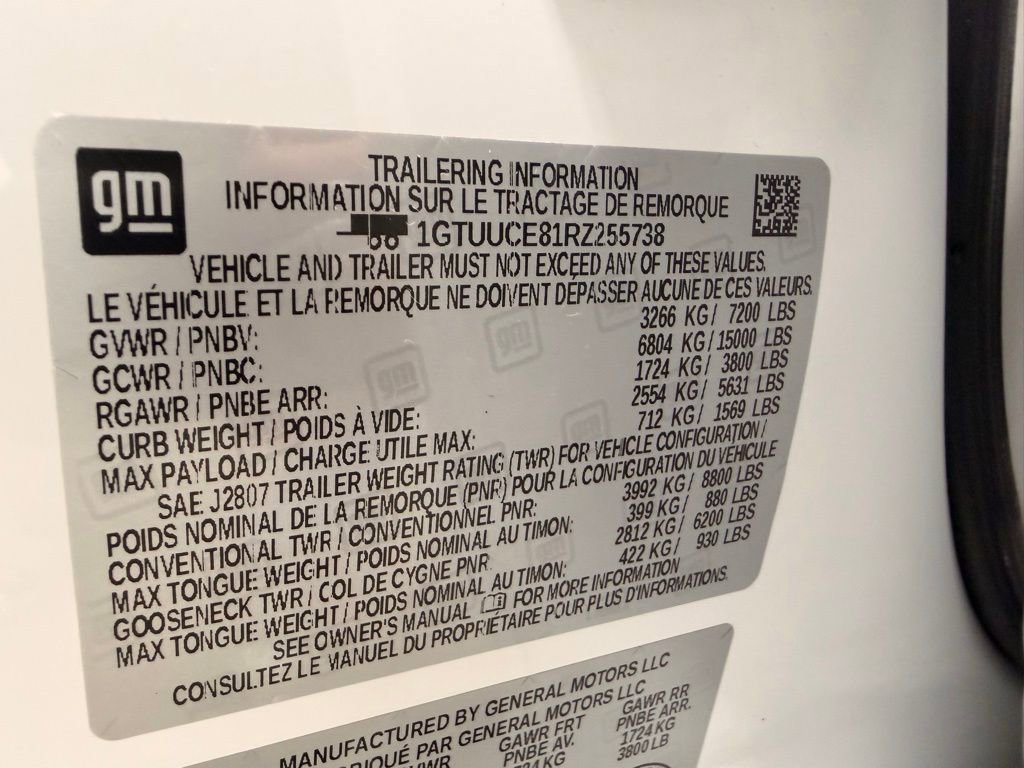 gm
TRAILERING INFORMATION
INFORMATION SUR LE TRACTAGE DE REMORQUE
1GTUUCE81RZ255738
VEHICLE AND TRAILER MUST NOT EXCEED ANY OF THESE VALUES.
LE VÉHICULE ET LA REMORQUE NE DOIVENT DÉPASSER AUCUNE DE CES VALEURS.
GVWR / PNBV: 3266 KG/ 7200 LBS
GCWR / PNBC: 6804 KG/15000 LBS
RGAWR / PNBE ARR: 1724 KG/ 3800 LBS
CURB WEIGHT / POIDS À VIDE: 2554 KG/ 5631 LBS
MAX PAYLOAD / CHARGE UTILE MAX: 712 KG/ 1569 LBS
SAE J2807 TRAILER WEIGHT RATING (TWR) FOR VEHICLE CONFIGURATION /
POIDS NOMINAL DE LA REMORQUE (PNR) POUR LA CONFIGURATION DU VÉHICULE
CONVENTIONAL TWR / CONVENTIONNEL PNR: 3992 KG/ 8800 LBS
MAX TONGUE WEIGHT / POIDS NOMINAL AU TIMON: 399 KG/ 880 LBS
GOOSENECK TWR / COL DE CYGNE PNR 2812 KG/ 6200 LBS
MAX TONGUE WEIGHT / POIDS NOMINAL AU TIMON: 422 KG/ 930 LBS
SEE OWNER'S MANUAL FOR MORE INFORMATION
CONSULTEZ LE MANUEL DU PROPRIÉTAIRE POUR PLUS D'INFORMATIONS.
MANUFACTURED BY GENERAL MOTORS LLC
PAR GENERAL MOTORS LLC
GAWR FRT GAWR RR
PNBE AV. PNBE ARR.
KG 1724 KG
3800 LB